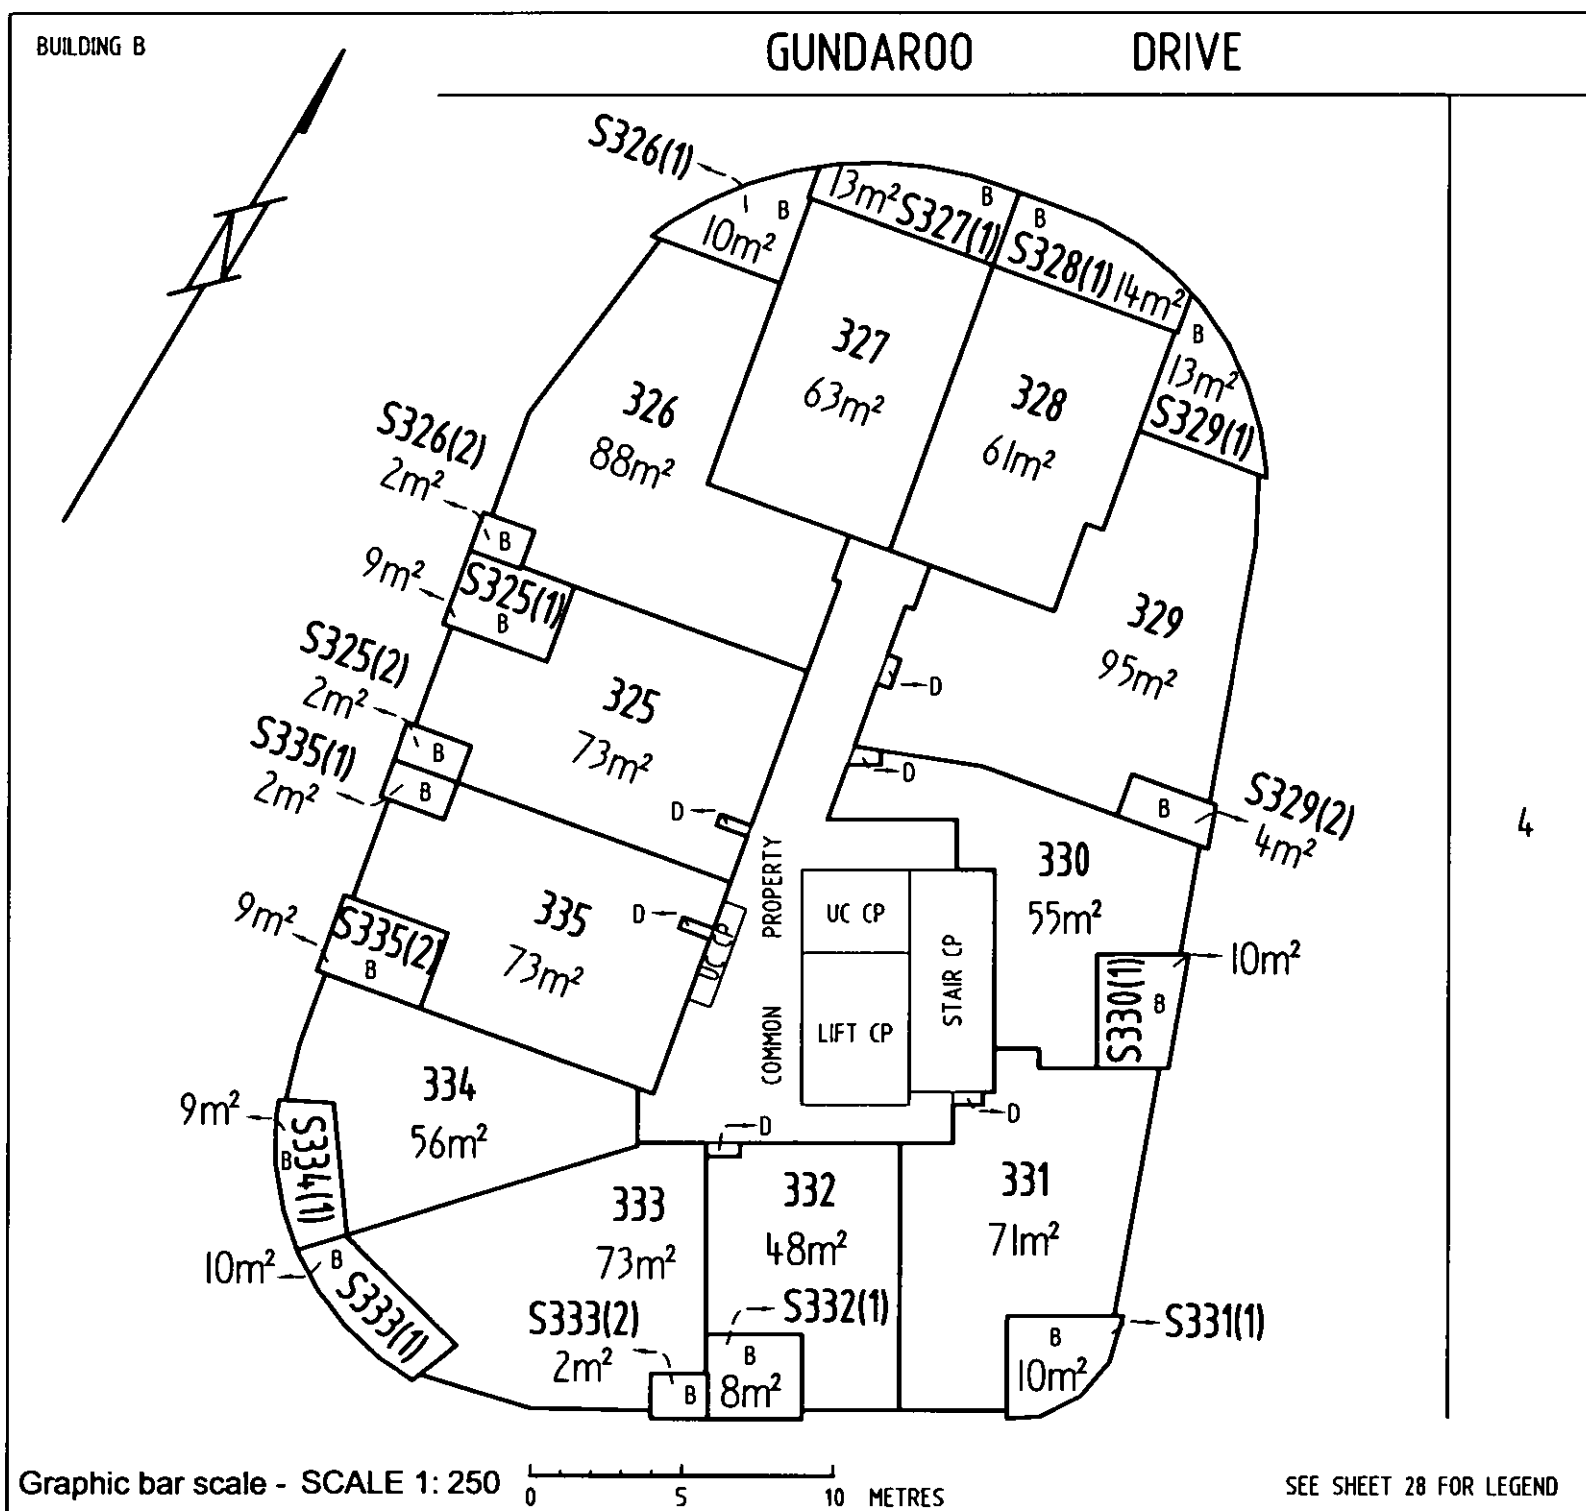 BUILDING B
GUNDAROO DRIVE
S326(1)
B
10m²
13m²
B
S327(1)
B
S328(1)
14m²
B
13m²
S329(1)
327
63m²
328
61m²
326
88m²
S326(2)
2m²
B
9m²
S325(1)
B
329
95m²
D
S325(2)
2m²
B
325
73m²
S335(1)
2m²
B
D
D
S329(2)
4m²
B
4
330
55m²
COMMON PROPERTY
UC CP
STAIR CP
LIFT CP
UC CP
10m²
S330(1)
B
335
73m²
D
9m²
S335(2)
B
334
56m²
9m²
S334(1)
B
D
D
333
73m²
332
48m²
331
71m²
10m²
B
S333(1)
S333(2)
2m²
B
S332(1)
B
8m²
S331(1)
B
10m²
Graphic bar scale - SCALE 1: 250
0 5 10 METRES
SEE SHEET 28 FOR LEGEND
N